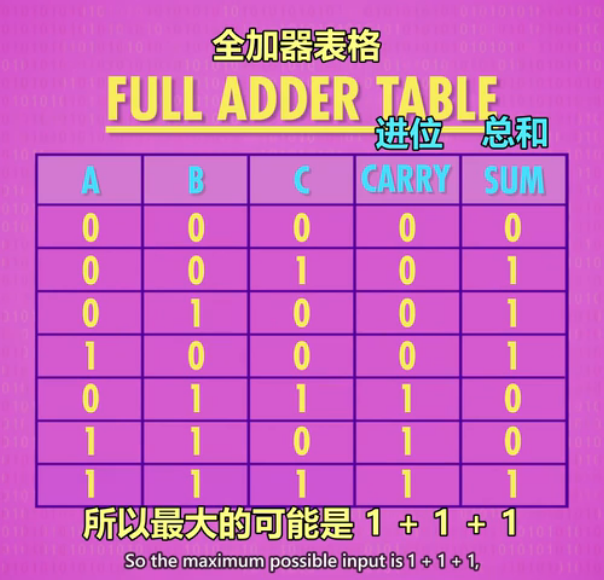 全加器表格
FULL ADDER TABLE
进位 总和
A B C CARRY SUM
0 0 0 0 0
0 0 1 0 1
0 1 0 0 1
1 0 0 0 1
0 1 1 1 1
1 1 0 1 0
1 1 1 1 1
所以最大的可能是 1 + 1 + 1
So the maximum possible input is 1 + 1 + 1,